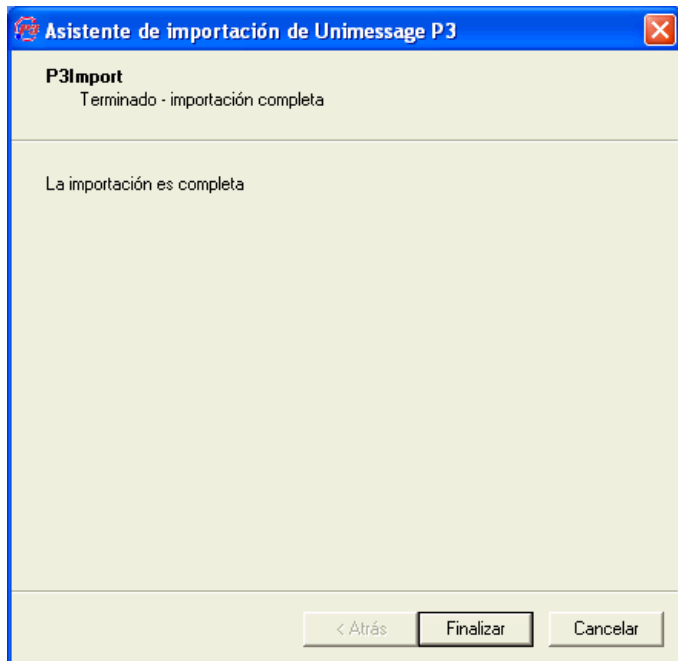 Asistente de importación de Unimessage P3
P3Import
Terminado - importación completa
La importación es completa
< Atrás
Finalizar
Cancelar